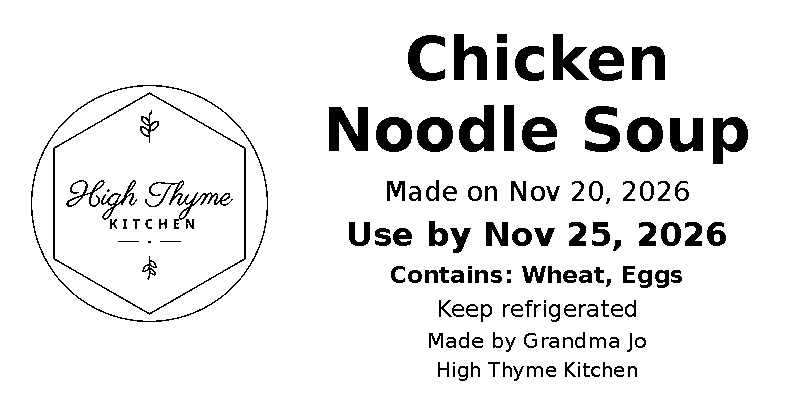 High Thyme
KITCHEN
Chicken
Noodle Soup
Made on Nov 20, 2026
Use by Nov 25, 2026
Contains: Wheat, Eggs
Keep refrigerated
Made by Grandma Jo
High Thyme Kitchen